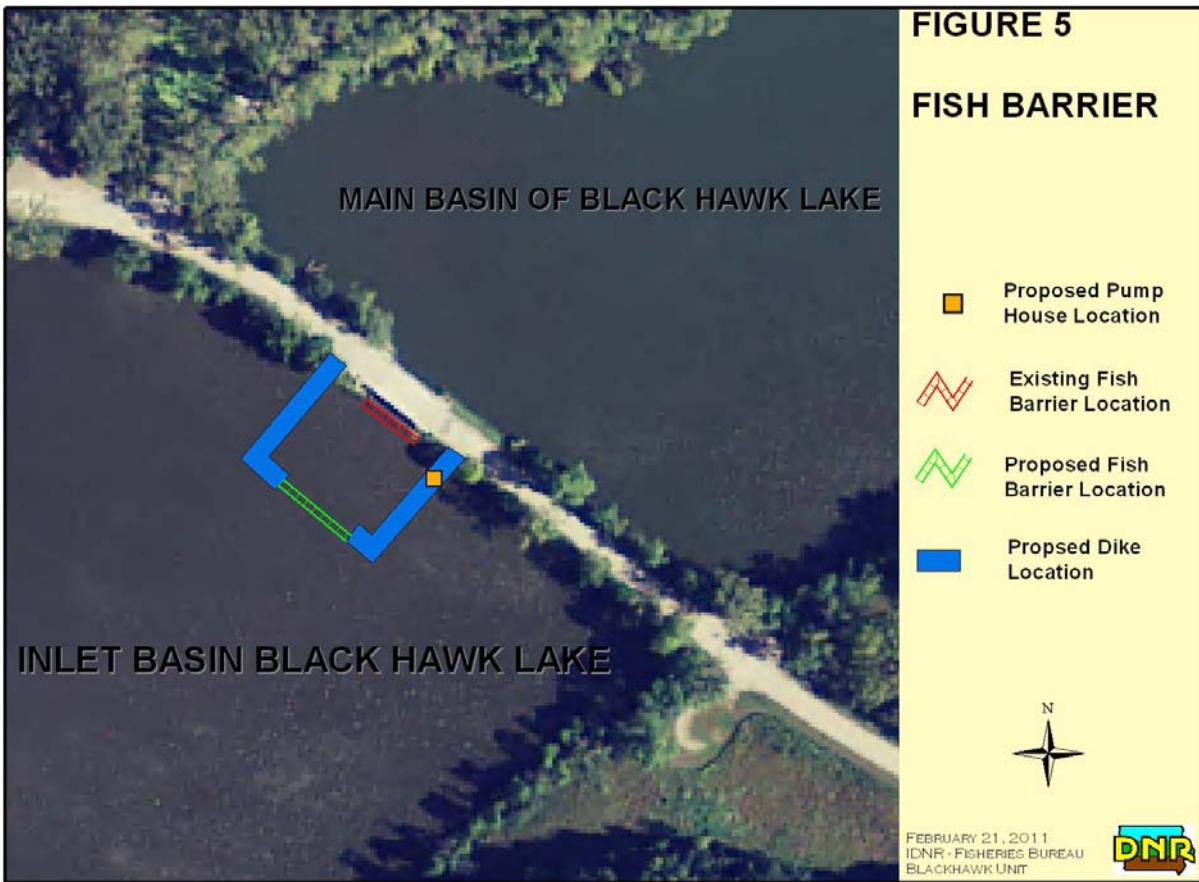 FIGURE 5
FISH BARRIER
MAIN BASIN OF BLACK HAWK LAKE
INLET BASIN BLACK HAWK LAKE
Proposed Pump
House Location
Existing Fish
Barrier Location
Proposed Fish
Barrier Location
Propsed Dike
Location
N
FEBRUARY 21, 2011
IDNR - FISHERIES BUREAU
BLACKHAWK UNIT
DNR